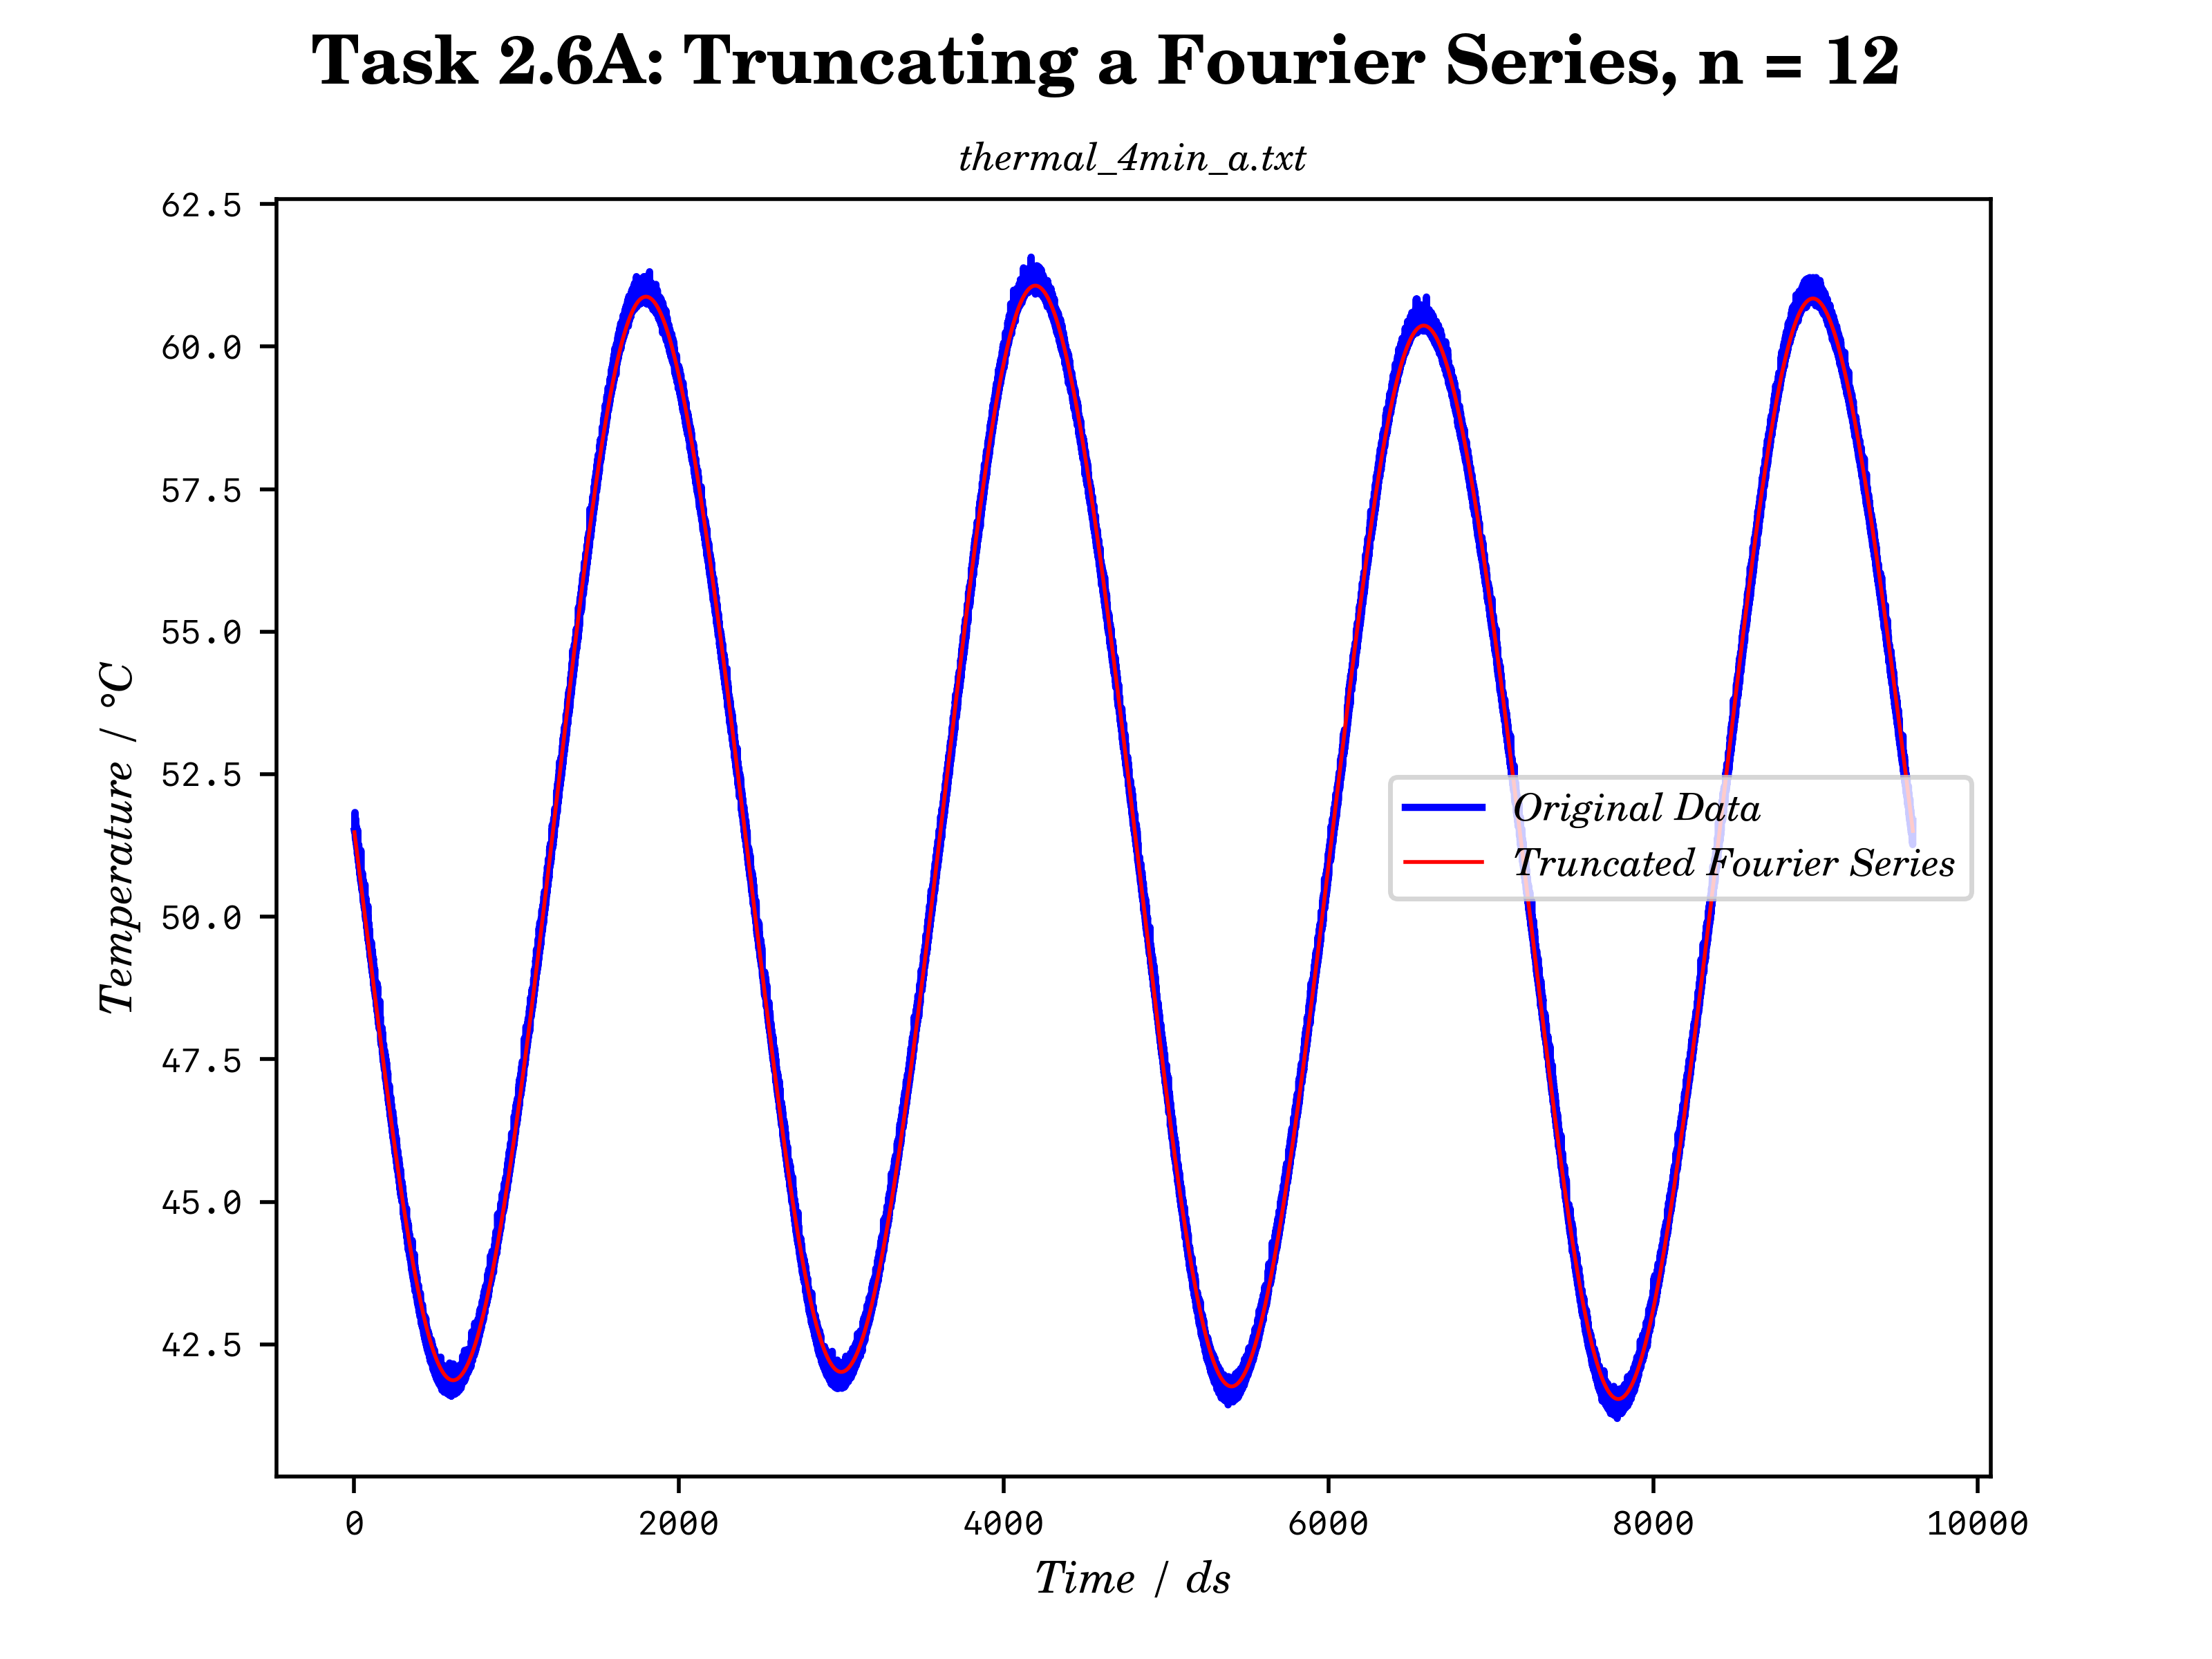 Task 2.6A: Truncating a Fourier Series, n = 12
thermal_4min_a.txt
62.5
60.0
57.5
55.0
52.5
50.0
47.5
45.0
42.5
Temperature / °C
Original Data
Truncated Fourier Series
0 2000 4000 6000 8000 10000
Time / ds